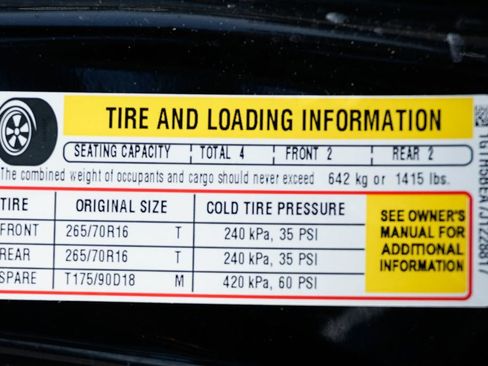 TIRE AND LOADING INFORMATION
SEATING CAPACITY TOTAL 4 FRONT 2 REAR 2
The combined weight of occupants and cargo should never exceed 642 kg or 1415 lbs.
TIRE ORIGINAL SIZE COLD TIRE PRESSURE
FRONT 265/70R16 T 240 kPa, 35 PSI
REAR 265/70R16 T 240 kPa, 35 PSI
SPARE T175/90D18 M 420 kPa, 60 PSI
SEE OWNER'S
MANUAL FOR
ADDITIONAL
INFORMATION